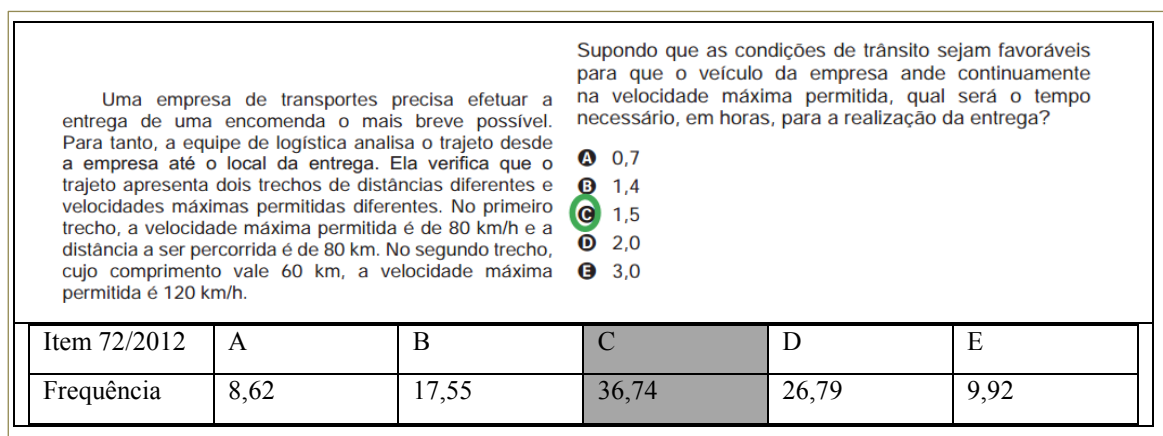 Uma empresa de transportes precisa efetuar a
entrega de uma encomenda o mais breve possível.
Para tanto, a equipe de logística analisa o trajeto desde
a empresa até o local da entrega. Ela verifica que o
trajeto apresenta dois trechos de distâncias diferentes e
velocidades máximas permitidas diferentes. No primeiro
trecho, a velocidade máxima permitida é de 80 km/h e a
distância a ser percorrida é de 80 km. No segundo trecho,
cujo comprimento vale 60 km, a velocidade máxima
permitida é 120 km/h.
Supondo que as condições de trânsito sejam favoráveis
para que o veículo da empresa ande continuamente
na velocidade máxima permitida, qual será o tempo
necessário, em horas, para a realização da entrega?
A 0,7
B 1,4
C 1,5
D 2,0
E 3,0
Item 72/2012 A B C D E
Frequência 8,62 17,55 36,74 26,79 9,92